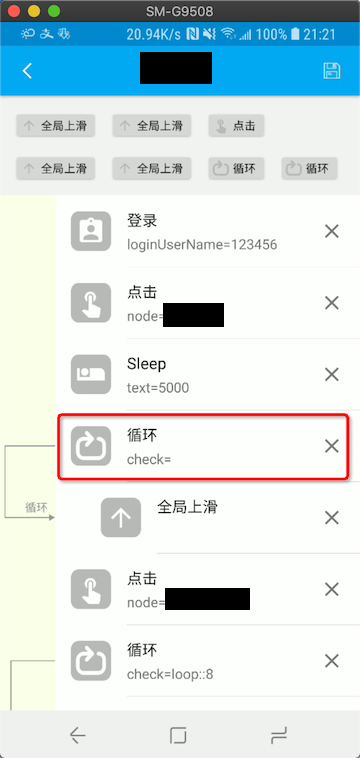 SM-G9508
20.94K/s 100% 21:21
全局上滑 全局上滑 点击
全局上滑 全局上滑 循环 循环
登录
loginUserName=123456
点击
node=
Sleep
text=5000
循环
check=
循环
全局上滑
点击
node=
循环
check=loop::8